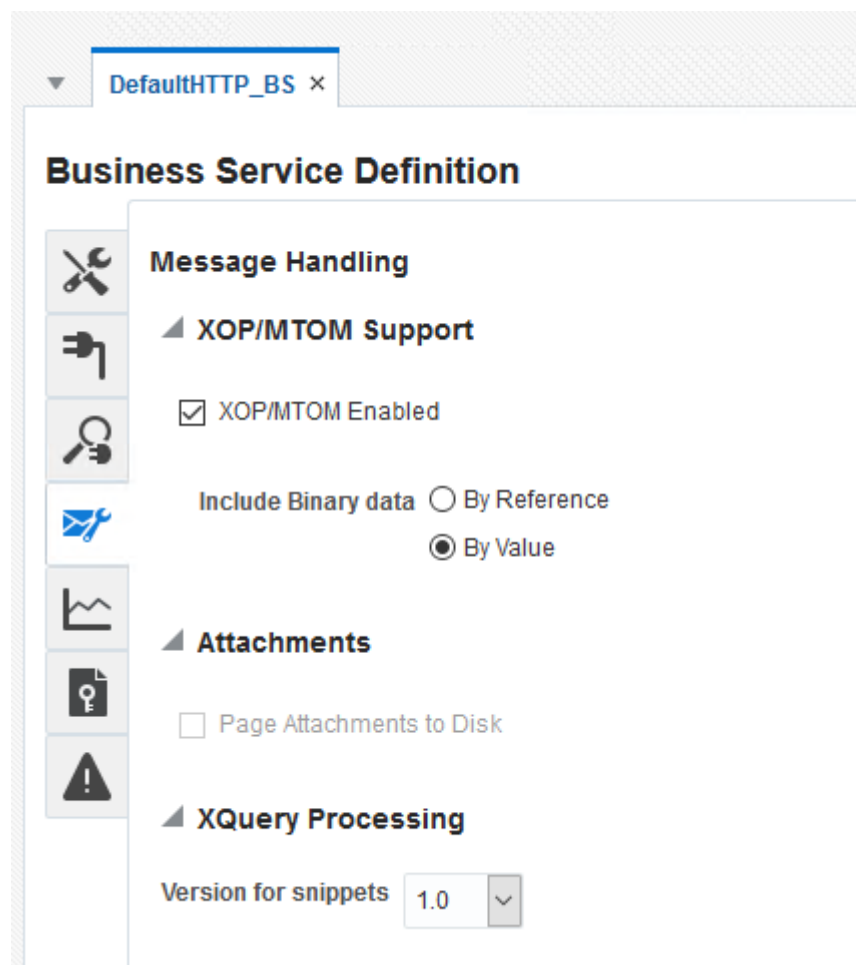 DefaultHTTP_BS ×
Business Service Definition
Message Handling
XOP/MTOM Support
XOP/MTOM Enabled
Include Binary data By Reference
By Value
Attachments
Page Attachments to Disk
XQuery Processing
Version for snippets 1.0